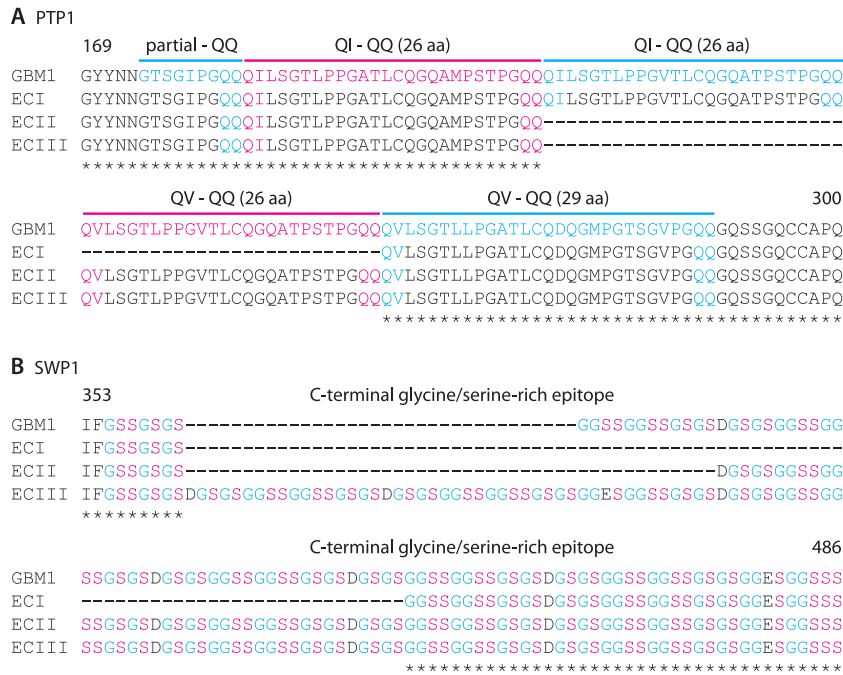 A PTP1
169 partial - QQ QI - QQ (26 aa) QI - QQ (26 aa)
GBM1 GYYNNGTSGIPGQQQILSGTLPPGATLCQGQAMPSTPGQQQILSGTLPPGVTLCQGQATPSTPGQQ
ECI GYYNNGTSGIPGQQQILSGTLPPGATLCQGQAMPSTPGQQQILSGTLPPGVTLCQGQATPSTPGQQ
ECII GYYNNGTSGIPGQQQILSGTLPPGATLCQGQAMPSTPGQQ--------------------------
ECIII GYYNNGTSGIPGQQQILSGTLPPGATLCQGQAMPSTPGQQ--------------------------
****************************************
QV - QQ (26 aa) QV - QQ (29 aa) 300
GBM1 QVLSGTLPPGVTLCQGQATPSTPGQQQVLSGTLLPGATLCQDQGMPGTSGVPGQQGQSSGQCCAPQ
ECI --------------------------QVLSGTLLPGATLCQDQGMPGTSGVPGQQGQSSGQCCAPQ
ECII QVLSGTLPPGVTLCQGQATPSTPGQQQVLSGTLLPGATLCQDQGMPGTSGVPGQQGQSSGQCCAPQ
ECIII QVLSGTLPPGVTLCQGQATPSTPGQQQVLSGTLLPGATLCQDQGMPGTSGVPGQQGQSSGQCCAPQ
****************************************
B SWP1
353 C-terminal glycine/serine-rich epitope
GBM1 IFGSSGSGS----------------------------------GGSSGGSSGSGSDGSGSGGSSGG
ECI IFGSSGSGS---------------------------------------------------------
ECII IFGSSGSGS----------------------------------------------DGSGSGGSSGG
ECIII IFGSSGSGSDGSGSGGSSGGSSGSGSDGSGSGGSSGGSSGSGSGGESGGSSGSGSDGSGSGGSSGG
*********
C-terminal glycine/serine-rich epitope 486
GBM1 SSGSGSDGSGSGGSSGGSSGSGSDGSGSGGSSGGSSGSGSDGSGSGGSSGGSSGSGSGGESGGSSS
ECI ----------------------------GGSSGGSSGSGSDGSGSGGSSGGSSGSGSGGESGGSSS
ECII SSGSGSDGSGSGGSSGGSSGSGSDGSGSGGSSGGSSGSGSDGSGSGGSSGGSSGSGSGGESGGSSS
ECIII SSGSGSDGSGSGGSSGGSSGSGSDGSGSGGSSGGSSGSGSDGSGSGGSSGGSSGSGSGGESGGSSS
**************************************